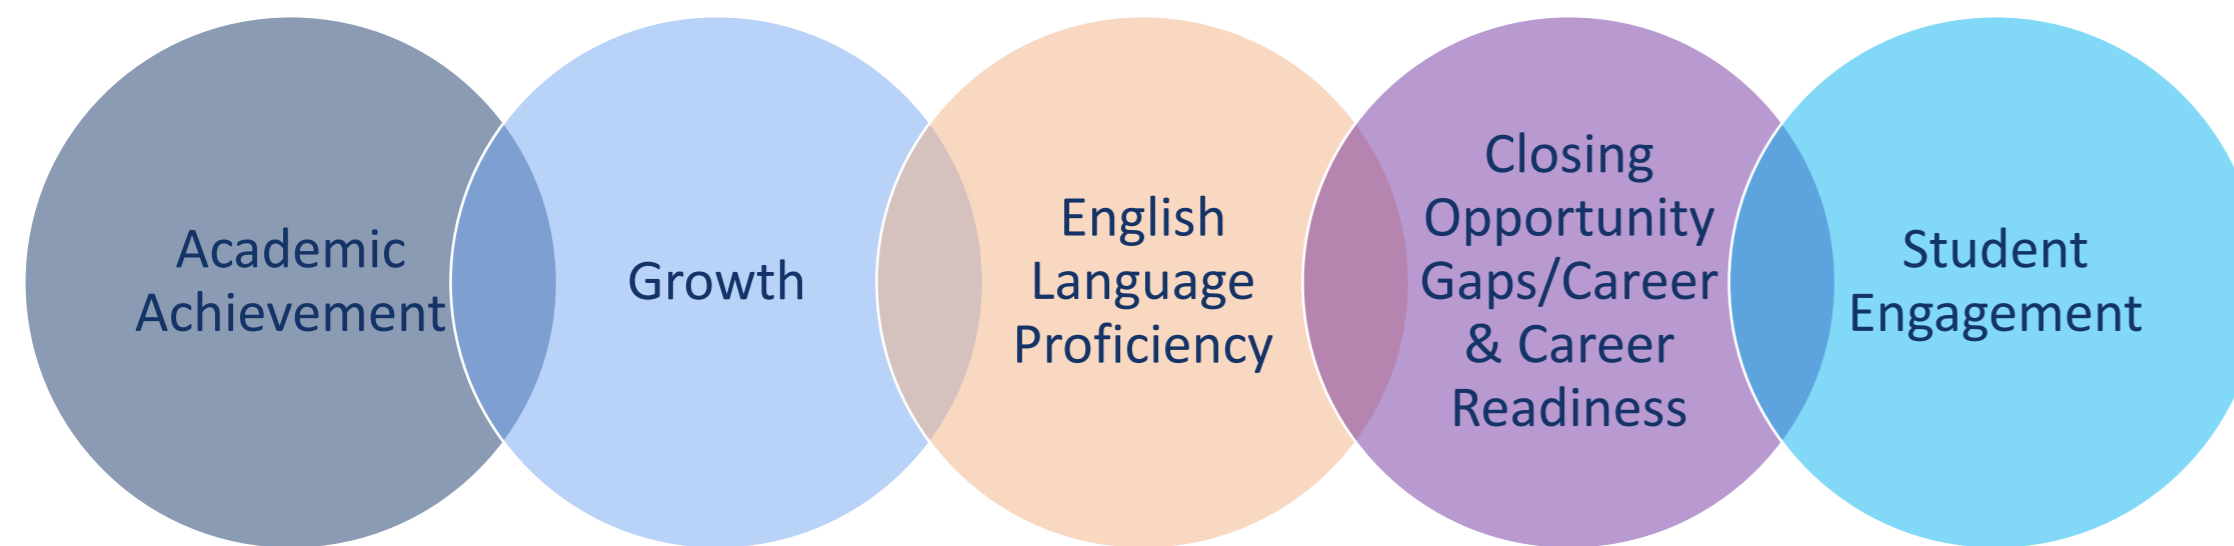 Academic
Achievement
Growth
English
Language
Proficiency
Closing
Opportunity
Gaps/Career
& Career
Readiness
Student
Engagement